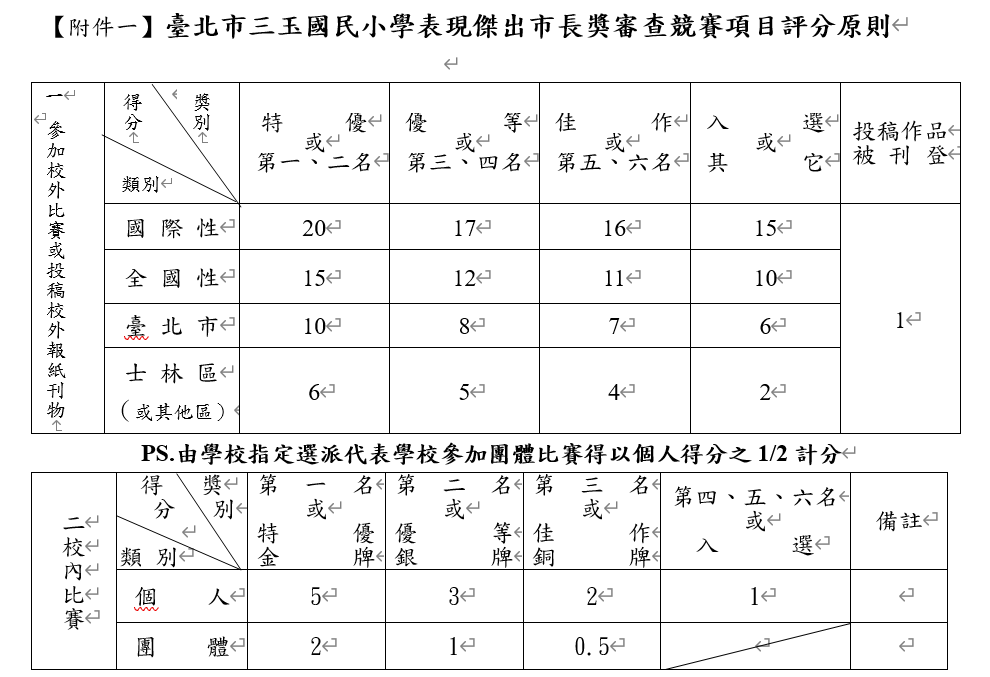 【附件一】臺北市三玉國民小學表現傑出市長獎審查競賽項目評分原則
一 參加校外比賽或投稿校外報紙刊物
得分 獎別 類別
特優 或 第一、二名
優等 或 第三、四名
佳作 或 第五、六名
入選 或 其它
投稿作品被刊登
國際性 20 17 16 15 1
全國性 15 12 11 10
臺北市 10 8 7 6
士林區 (或其他區) 6 5 4 2
PS.由學校指定選派代表學校參加團體比賽得以個人得分之1/2計分
二 校內比賽
得分 獎別 類別
第一名 或 特優 金牌
第二名 或 優等 銀牌
第三名 或 佳作 銅牌
第四、五、六名 或 入選
備註
個人 5 3 2 1
團體 2 1 0.5